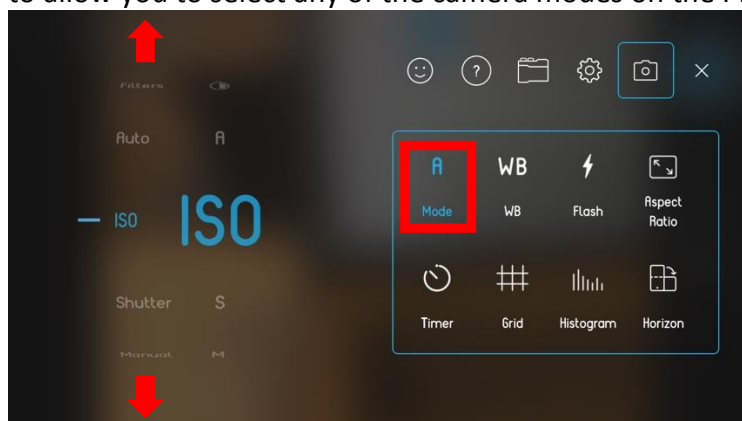 to allow you to select any of the camera modes on the
Filters
Auto A
ISO ISO
Shutter S
Manual M
?
A WB
Mode WB Flash Aspect
Ratio
Timer Grid Histogram Horizon